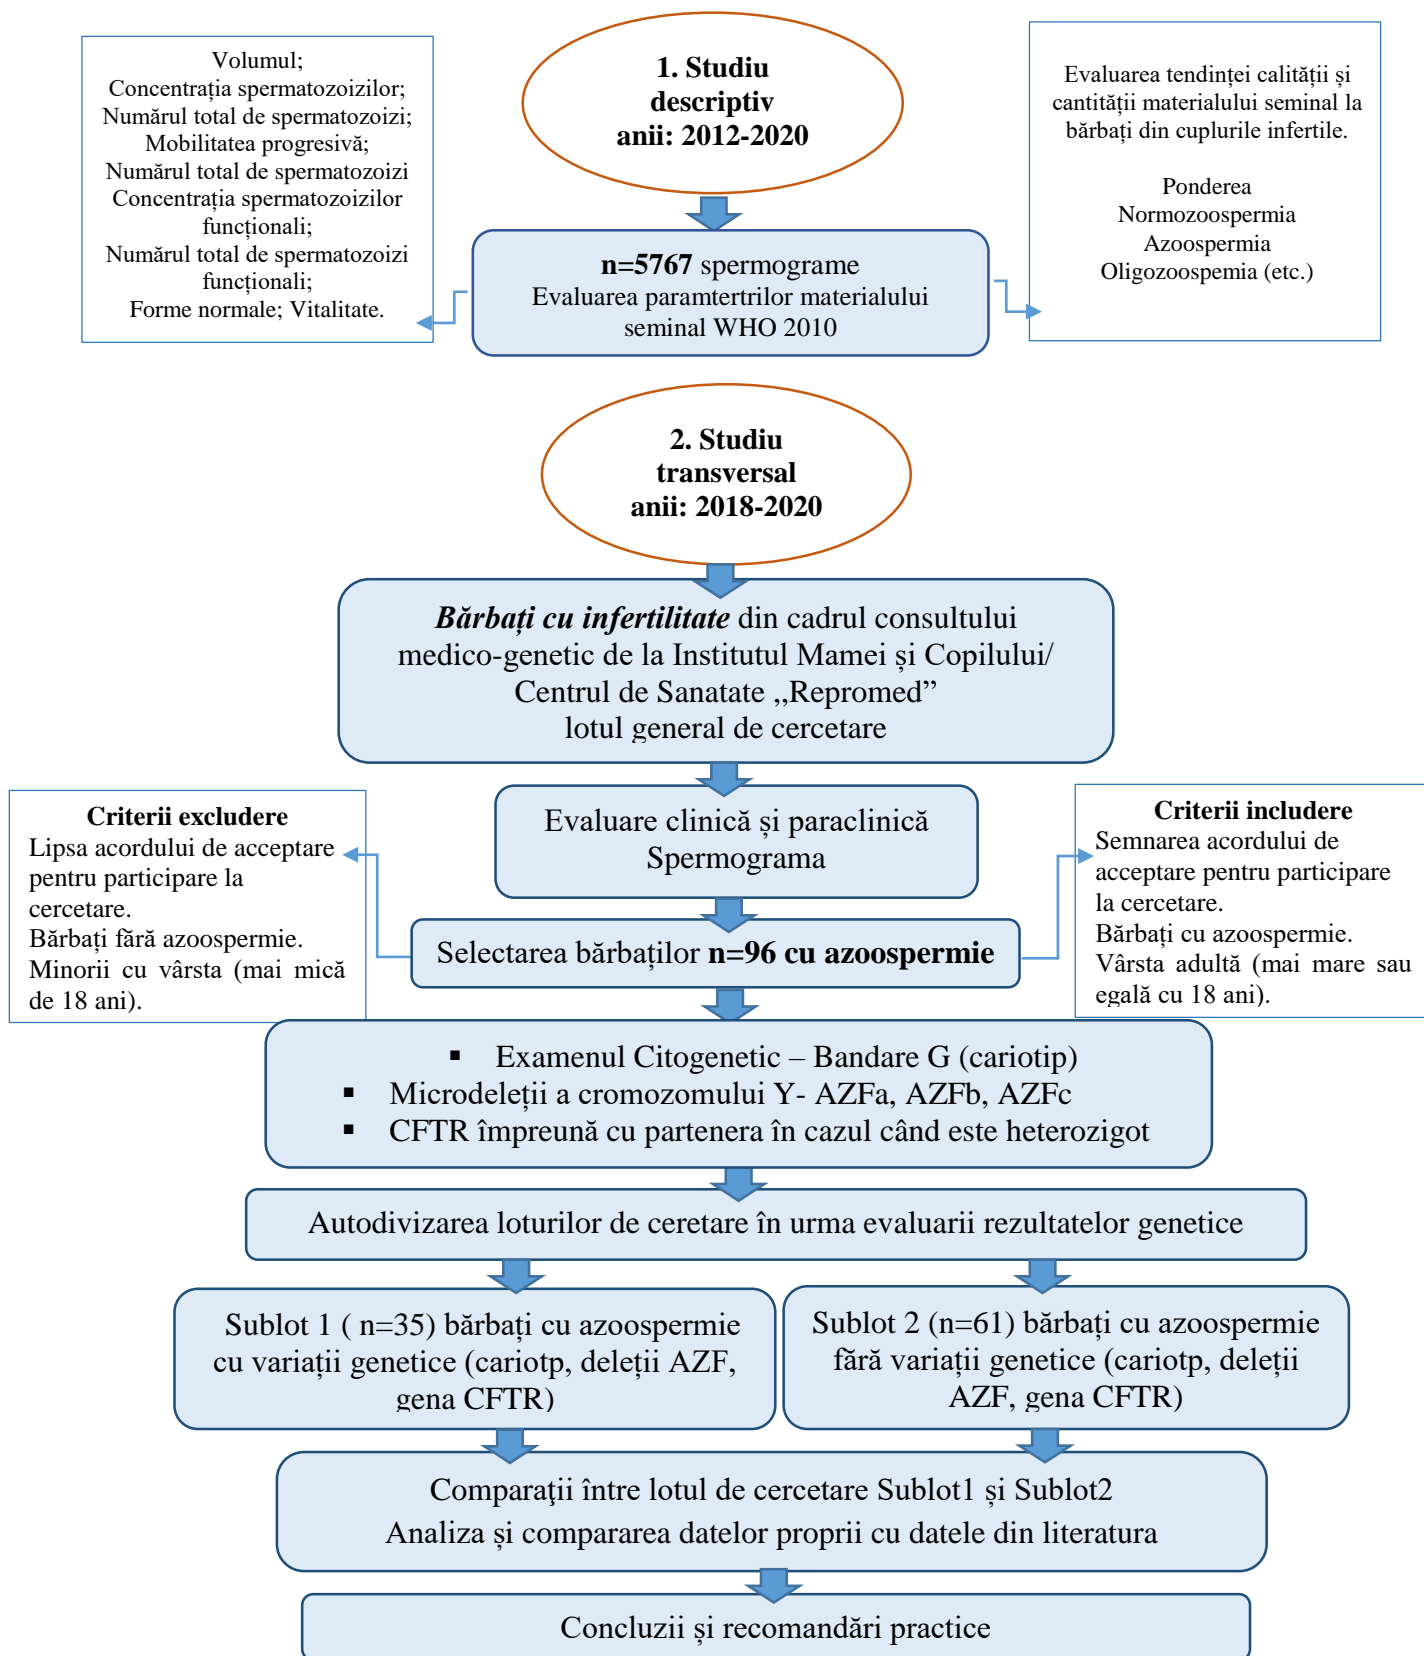 Volumul;
Concentrația spermatozoizilor;
Numărul total de spermatozoizi;
Mobilitatea progresivă;
Numărul total de spermatozoizi
Concentrația spermatozoizilor
funcționali;
Numărul total de spermatozoizi
funcționali;
Forme normale; Vitalitate.
1. Studiu
descriptiv
anii: 2012-2020
Evaluarea tendinței calității și
cantității materialului seminal la
bărbați din cuplurile infertile.
Ponderea
Normozoospermia
Azoospermia
Oligozoospemia (etc.)
n=5767 spermograme
Evaluarea paramtertrilor materialului
seminal WHO 2010
2. Studiu
transversal
anii: 2018-2020
Bărbați cu infertilitate din cadrul consultului
medico-genetic de la Institutul Mamei și Copilului/
Centrul de Sanatate ,,Repromed”
lotul general de cercetare
Evaluare clinică și paraclinică
Spermograma
Criterii excludere
Lipsa acordului de acceptare
pentru participare la
cercetare.
Bărbați fără azoospermie.
Minorii cu vârsta (mai mică
de 18 ani).
Criterii includere
Semnarea acordului de
acceptare pentru participare
la cercetare.
Bărbați cu azoospermie.
Vârsta adultă (mai mare sau
egală cu 18 ani).
Selectarea bărbaților n=96 cu azoospermie
▪ Examenul Citogenetic – Bandare G (cariotip)
▪ Microdeleții a cromozomului Y- AZFa, AZFb, AZFc
▪ CFTR împreună cu partenera în cazul când este heterozigot
Autodivizarea loturilor de ceretare în urma evaluarii rezultatelor genetice
Sublot 1 ( n=35) bărbați cu azoospermie
cu variații genetice (cariotp, deleții AZF,
gena CFTR)
Sublot 2 (n=61) bărbați cu azoospermie
fără variații genetice (cariotp, deleții
AZF, gena CFTR)
Comparaţii între lotul de cercetare Sublot1 și Sublot2
Analiza și compararea datelor proprii cu datele din literatura
Concluzii și recomandări practice